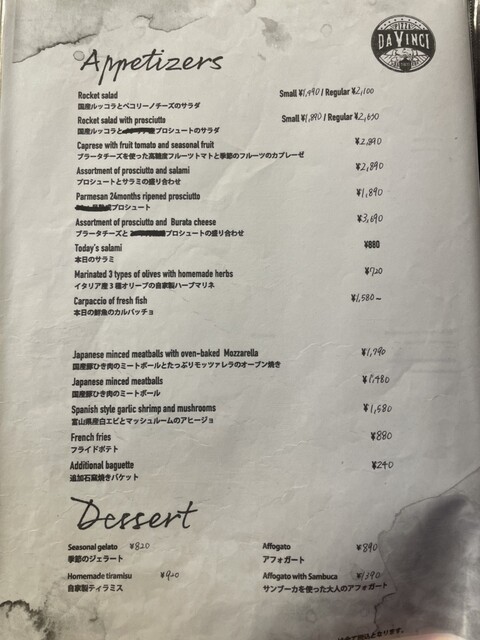 PIZZA
DAVINCI
Appetizers
Rocket salad Small ¥1,490 / Regular ¥2,100
国産ルッコラとペコリーノチーズのサラダ
Rocket salad with prosciutto Small ¥1,890 / Regular ¥2,650
国産ルッコラと プロシュートのサラダ
Caprese with fruit tomato and seasonal fruit ¥2,890
ブラータチーズを使った高糖度フルーツトマトと季節のフルーツのカプレーゼ
Assortment of prosciutto and salami ¥2,890
プロシュートとサラミの盛り合わせ
Parmesan 24months ripened prosciutto ¥1,890
プロシュート
Assortment of prosciutto and Burata cheese ¥3,690
ブラータチーズと プロシュートの盛り合わせ
Today's salami ¥880
本日のサラミ
Marinated 3 types of olives with homemade herbs ¥720
イタリア産3種オリーブの自家製ハーブマリネ
Carpaccio of fresh fish ¥1,580-
本日の鮮魚のカルパッチョ
Japanese minced meatballs with oven-baked Mozzarella ¥1,790
国産豚ひき肉のミートボールとたっぷりモッツァレラのオーブン焼き
Japanese minced meatballs ¥1,480
国産豚ひき肉のミートボール
Spanish style garlic shrimp and mushrooms ¥1,580
富山県産白エビとマッシュルームのアヒージョ
French fries ¥880
フライドポテト
Additional baguette ¥240
追加石窯焼きバケット
Dessert
Seasonal gelato ¥820
季節のジェラート
Affogato ¥890
アフォガート
Homemade tiramisu ¥920
自家製ティラミス
Affogato with Sambuca ¥1,390
サンブーカを使った大人のアフォガート
税込となります。